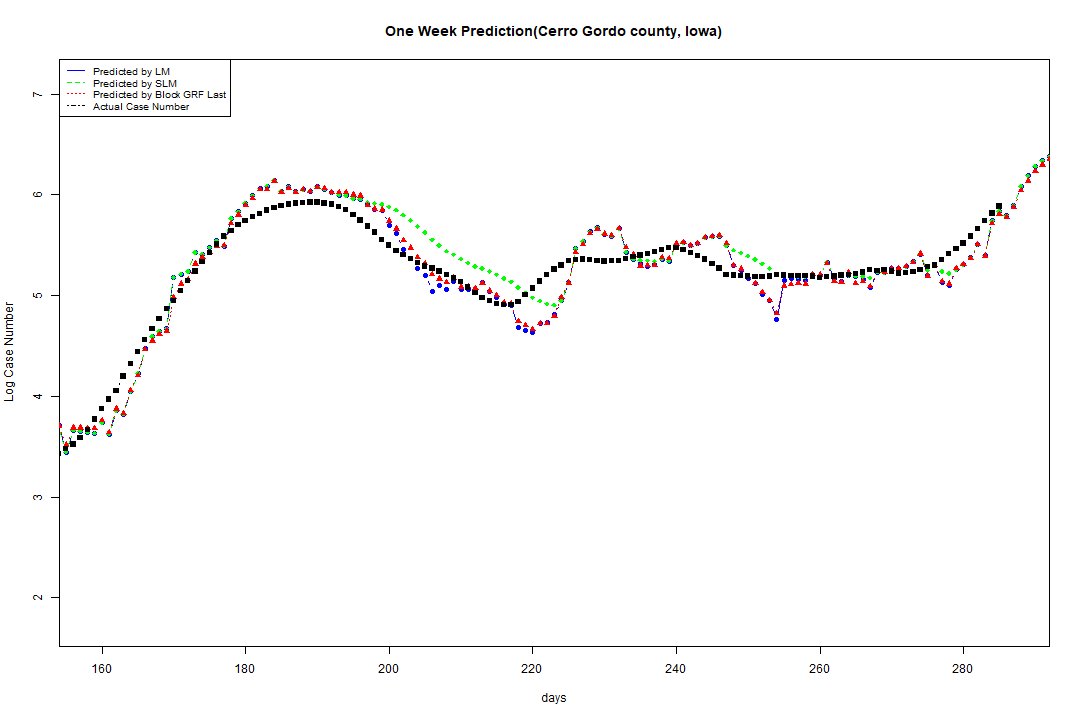 One Week Prediction(Cerro Gordo county, Iowa)
Predicted by LM
Predicted by SLM
Predicted by Block GRF Last
Actual Case Number
7
6
5
4
3
2
Log Case Number
160 180 200 220 240 260 280
days